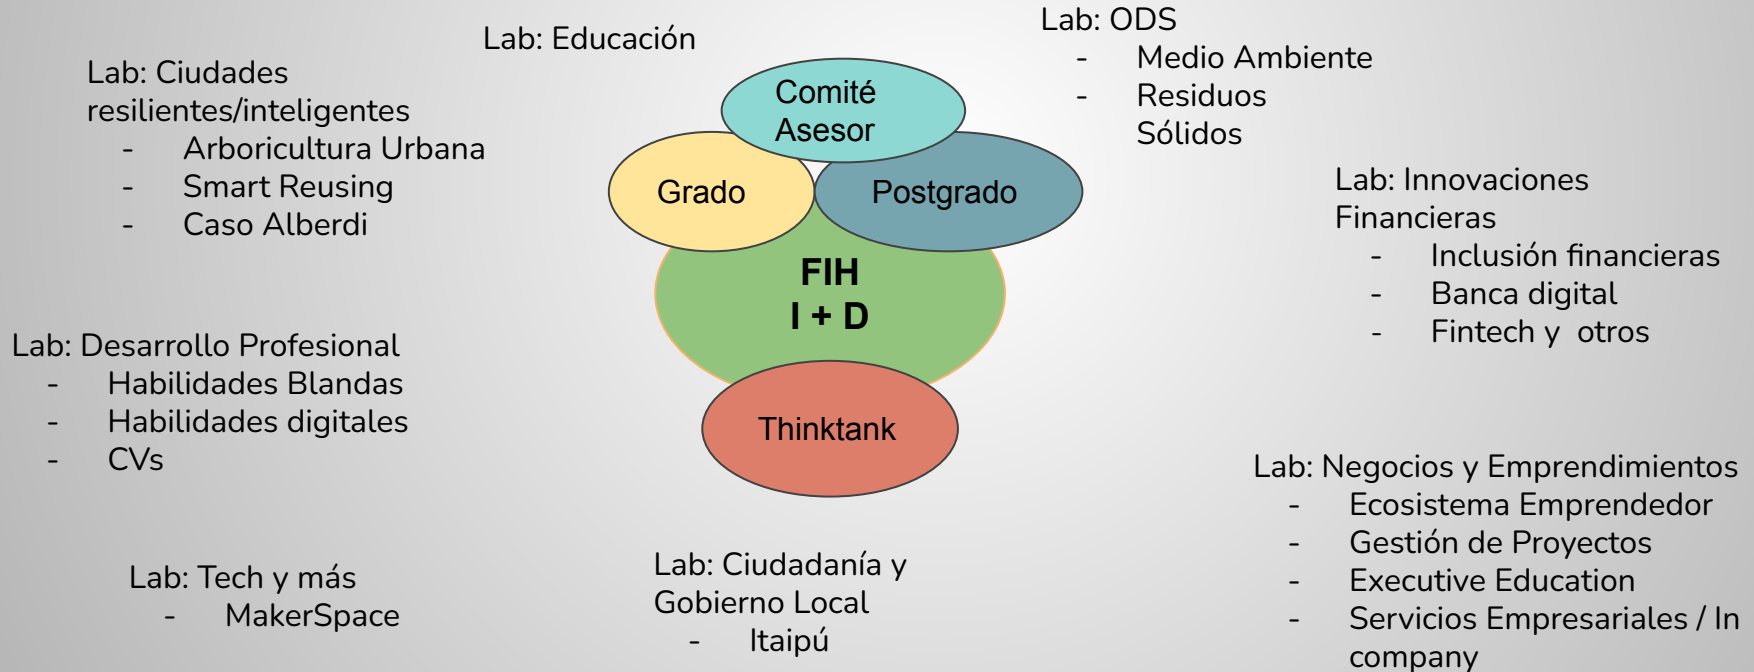 Lab: Educación
Lab: Ciudades
resilientes/inteligentes
- Arboricultura Urbana
- Smart Reusing
- Caso Alberdi
Lab: Desarrollo Profesional
- Habilidades Blandas
- Habilidades digitales
- CVs
Lab: Tech y más
- MakerSpace
Comité
Asesor
Grado
Postgrado
FIH
I + D
Thinktank
Lab: Ciudadanía y
Gobierno Local
- Itaipú
Lab: ODS
- Medio Ambiente
- Residuos
Sólidos
Lab: Innovaciones
Financieras
- Inclusión financieras
- Banca digital
- Fintech y otros
Lab: Negocios y Emprendimientos
- Ecosistema Emprendedor
- Gestión de Proyectos
- Executive Education
- Servicios Empresariales / In
company